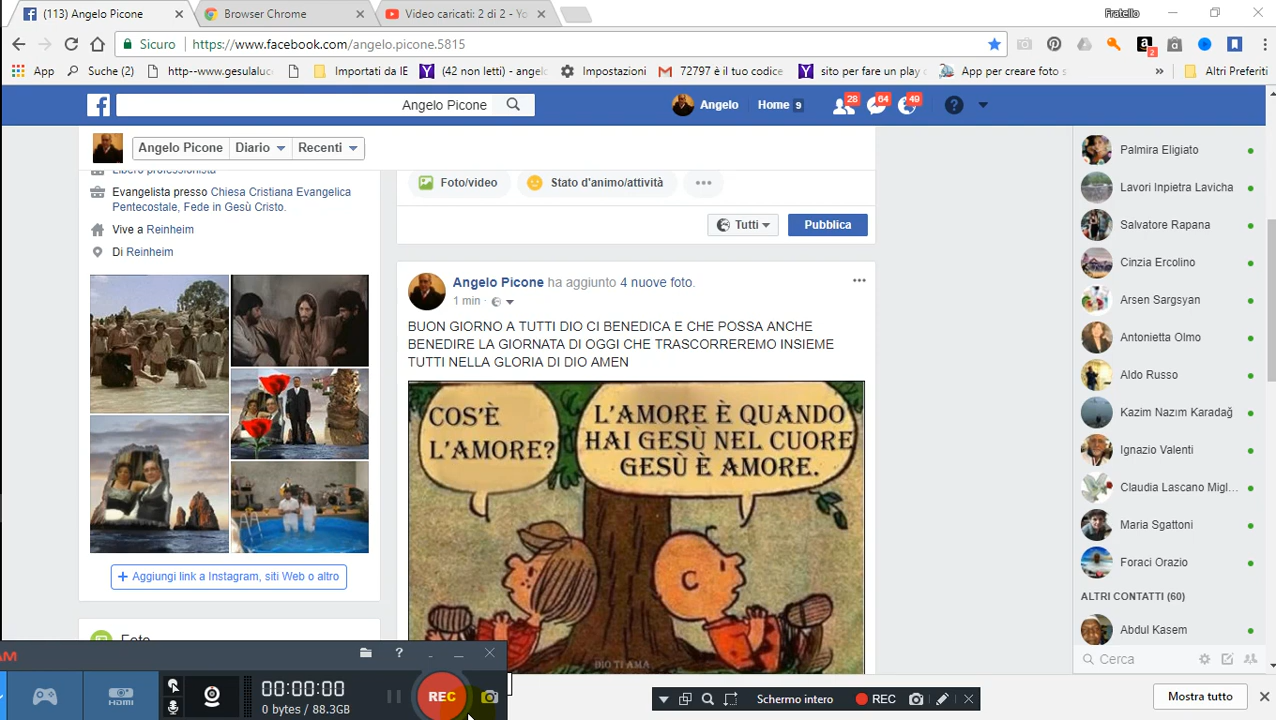 (113) Angelo Picone
Browser Chrome
Video caricati: 2 di 2 - Yo
Fratello
Sicuro
https://www.facebook.com/angelo.picone.5815
App
Suche (2)
http--www.gesulaluc
Importati da IE
(42 non letti) - angelo
Impostazioni
72797 è il tuo codice
sito per fare un play
App per creare foto s
»
Altri Preferiti
Angelo Picone
Angelo
Home 9
28
64
49
Angelo Picone
Diario
Recenti
Libero professionista
Evangelista presso Chiesa Cristiana Evangelica
Pentecostale, Fede in Gesù Cristo.
Vive a Reinheim
Di Reinheim
+ Aggiungi link a Instagram, siti Web o altro
Foto
Foto/video
Stato d'animo/attività
Tutti
Pubblica
Angelo Picone ha aggiunto 4 nuove foto.
1 min
BUON GIORNO A TUTTI DIO CI BENEDICA E CHE POSSA ANCHE
BENEDIRE LA GIORNATA DI OGGI CHE TRASCORREREMO INSIEME
TUTTI NELLA GLORIA DI DIO AMEN
COS'È
L'AMORE?
L'AMORE È QUANDO
HAI GESÙ NEL CUORE
GESÙ È AMORE.
DIO TI AMA
Palmira Eligiato
Lavori Inpietra Lavicha
Salvatore Rapana
Cinzia Ercolino
Arsen Sargsyan
Antonietta Olmo
Aldo Russo
Kazim Nazım Karadağ
Ignazio Valenti
Claudia Lascano Migl...
Maria Sgattoni
Foraci Orazio
ALTRI CONTATTI (60)
Abdul Kasem
Cerca
AM
HDMI
00:00:00
0 bytes / 88.3GB
REC
Schermo intero
REC
Mostra tutto